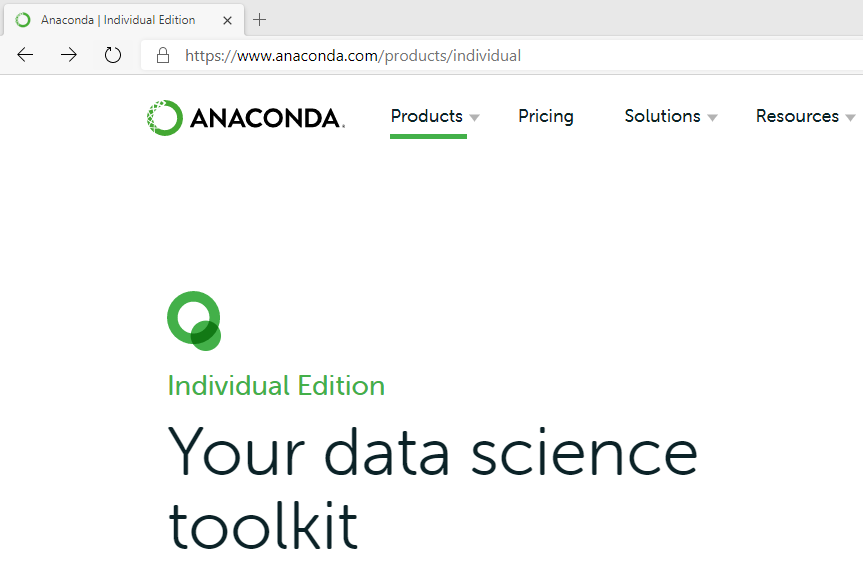 Anaconda | Individual Edition
https://www.anaconda.com/products/individual
ANACONDA.
Products Pricing Solutions Resources
Individual Edition
Your data science
toolkit